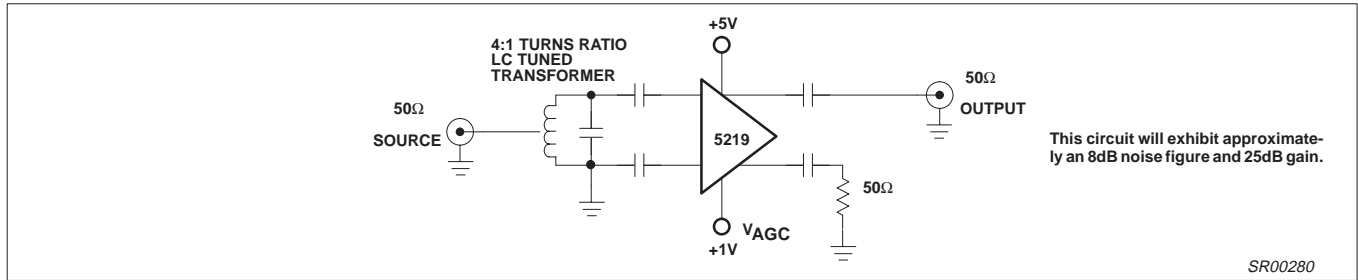 +5V
4:1 TURNS RATIO
LC TUNED
TRANSFORMER
50Ω
SOURCE
5219
50Ω
OUTPUT
50Ω
VAGC
+1V
This circuit will exhibit approximate-
ly an 8dB noise figure and 25dB gain.
SR00280